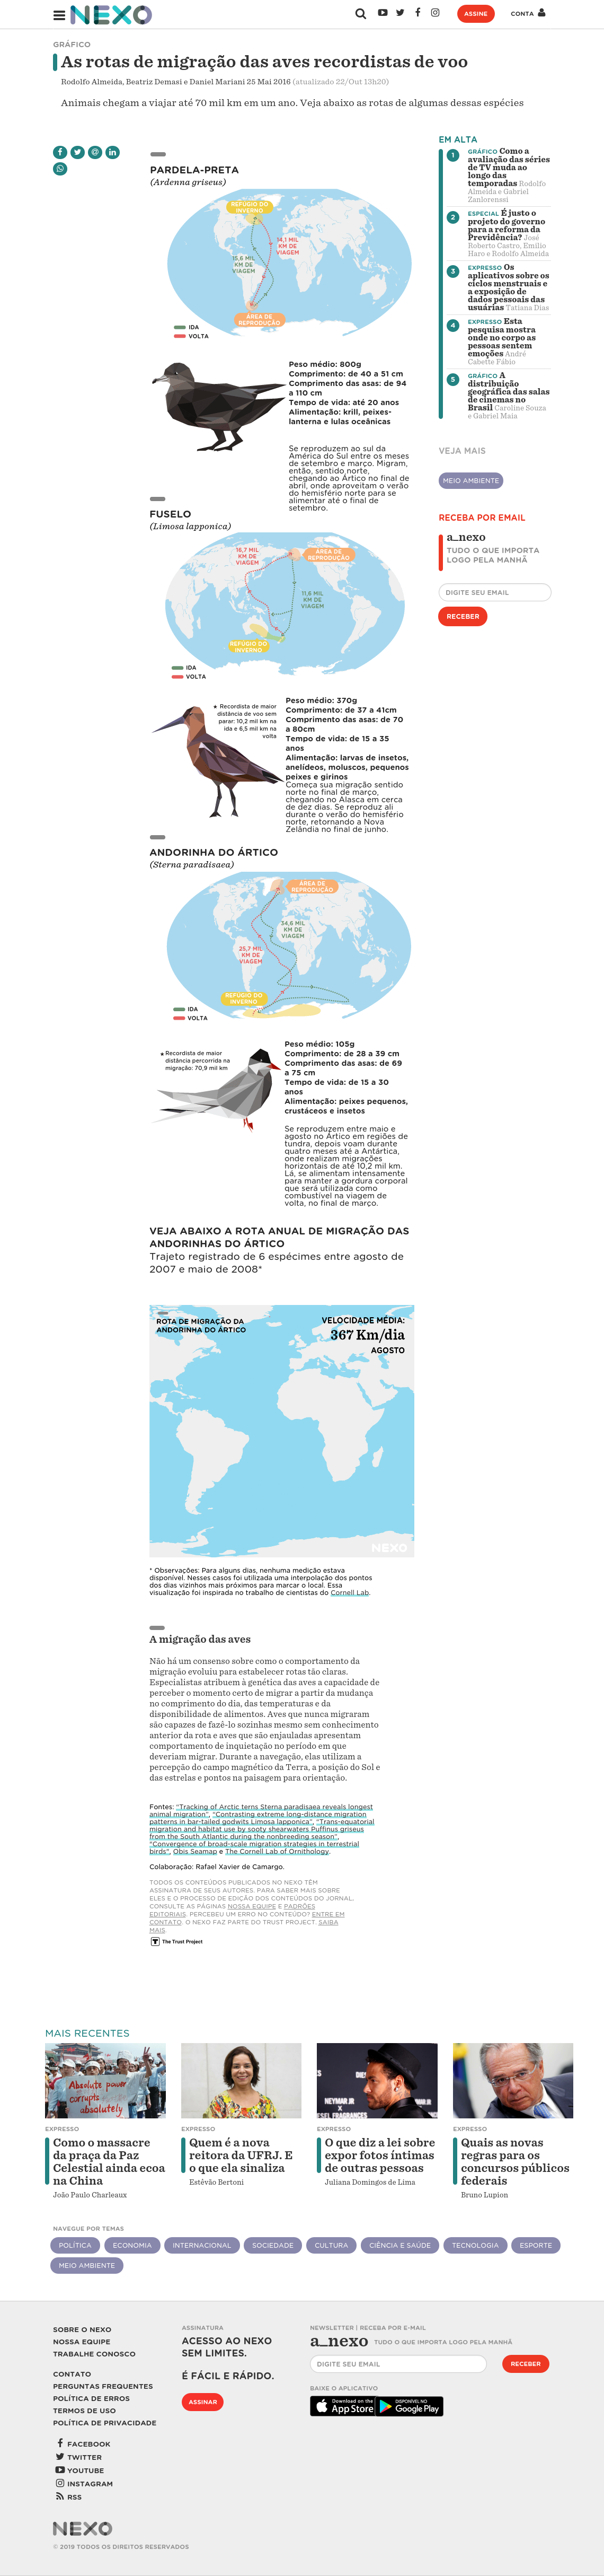 NEXO
ASSINE
CONTA
GRÁFICO
As rotas de migração das aves recordistas de voo
Rodolfo Almeida, Beatriz Demasi e Daniel Mariani 25 Mai 2016 (atualizado 22/Out 13h20)
Animais chegam a viajar até 70 mil km em um ano. Veja abaixo as rotas de algumas dessas espécies
PARDELA-PRETA
(Ardenna griseus)
REFÚGIO DO
INVERNO
14,1 MIL
KM DE
VIAGEM
15,6 MIL
KM DE
VIAGEM
ÁREA DE
REPRODUÇÃO
IDA
VOLTA
Peso médio: 800g
Comprimento: de 40 a 51 cm
Comprimento das asas: de 94
a 110 cm
Tempo de vida: até 20 anos
Alimentação: krill, peixes-
lanterna e lulas oceânicas
Se reproduzem ao sul da
América do Sul entre os meses
de setembro e março. Migram,
então, sentido norte,
chegando ao Ártico no final de
abril, onde aproveitam o verão
do hemisfério norte para se
alimentar até o final de
setembro.
FUSELO
(Limosa lapponica)
16,7 MIL
KM DE
VIAGEM
ÁREA DE
REPRODUÇÃO
11,6 MIL
KM DE
VIAGEM
REFÚGIO DO
INVERNO
IDA
VOLTA
★ Recordista de maior
distância de voo sem
parar: 10,2 mil km na
ida e 6,5 mil km na
volta
Peso médio: 370g
Comprimento: de 37 a 41cm
Comprimento das asas: de 70
a 80cm
Tempo de vida: de 15 a 35
anos
Alimentação: larvas de insetos,
anelídeos, moluscos, pequenos
peixes e girinos
Começa sua migração sentido
norte no final de março,
chegando no Alasca em cerca
de dez dias. Se reproduz ali
durante o verão do hemisfério
norte, retornando a Nova
Zelândia no final de junho.
ANDORINHA DO ÁRTICO
(Sterna paradisaea)
ÁREA DE
REPRODUÇÃO
34,6 MIL
KM DE
VIAGEM
25,7 MIL
KM DE
VIAGEM
REFÚGIO DO
INVERNO
IDA
VOLTA
★ Recordista de maior
distância percorrida na
migração: 70,9 mil km
Peso médio: 105g
Comprimento: de 28 a 39 cm
Comprimento das asas: de 69
a 75 cm
Tempo de vida: de 15 a 30
anos
Alimentação: peixes pequenos,
crustáceos e insetos
Se reproduzem entre maio e
agosto no Ártico em regiões de
tundra, depois voam durante
quatro meses até a Antártica,
onde realizam migrações
horizontais de até 10,2 mil km.
Lá, se alimentam intensamente
para manter a gordura corporal
que será utilizada como
combustível na viagem de
volta, no final de março.
VEJA ABAIXO A ROTA ANUAL DE MIGRAÇÃO DAS
ANDORINHAS DO ÁRTICO
Trajeto registrado de 6 espécimes entre agosto de
2007 e maio de 2008*
ROTA DE MIGRAÇÃO DA
ANDORINHA DO ÁRTICO
VELOCIDADE MÉDIA:
367 Km/dia
AGOSTO
NEXO
* Observações: Para alguns dias, nenhuma medição estava
disponível. Nesses casos foi utilizada uma interpolação dos pontos
dos dias vizinhos mais próximos para marcar o local. Essa
visualização foi inspirada no trabalho de cientistas do Cornell Lab.
A migração das aves
Não há um consenso sobre como o comportamento da
migração evoluiu para estabelecer rotas tão claras.
Especialistas atribuem à genética das aves a capacidade de
perceber o momento certo de migrar a partir da mudança
no comprimento do dia, das temperaturas e da
disponibilidade de alimentos. Aves que nunca migraram
são capazes de fazê-lo sozinhas mesmo sem conhecimento
anterior da rota e aves que são enjauladas apresentam
comportamento de inquietação no período em que
deveriam migrar. Durante a navegação, elas utilizam a
percepção do campo magnético da Terra, a posição do Sol e
das estrelas e pontos na paisagem para orientação.
Fontes: "Tracking of Arctic terns Sterna paradisaea reveals longest
animal migration", "Contrasting extreme long-distance migration
patterns in bar-tailed godwits Limosa lapponica", "Trans-equatorial
migration and habitat use by sooty shearwaters Puffinus griseus
from the South Atlantic during the nonbreeding season",
"Convergence of broad-scale migration strategies in terrestrial
birds", Obis Seamap e The Cornell Lab of Ornithology.
Colaboração: Rafael Xavier de Camargo.
TODOS OS CONTEÚDOS PUBLICADOS NO NEXO TÊM
ASSINATURA DE SEUS AUTORES. PARA SABER MAIS SOBRE
ELES E O PROCESSO DE EDIÇÃO DOS CONTEÚDOS DO JORNAL,
CONSULTE AS PÁGINAS NOSSA EQUIPE E PADRÕES
EDITORIAIS. PERCEBEU UM ERRO NO CONTEÚDO? ENTRE EM
CONTATO. O NEXO FAZ PARTE DO TRUST PROJECT. SAIBA
MAIS.
The Trust Project
EM ALTA
1
GRÁFICO Como a
avaliação das séries
de TV muda ao
longo das
temporadas Rodolfo
Almeida e Gabriel
Zanlorenssi
2
ESPECIAL É justo o
projeto do governo
para a reforma da
Previdência? José
Roberto Castro, Emilio
Haro e Rodolfo Almeida
3
EXPRESSO Os
aplicativos sobre os
ciclos menstruais e
a exposição de
dados pessoais das
usuárias Tatiana Dias
4
EXPRESSO Esta
pesquisa mostra
onde no corpo as
pessoas sentem
emoções André
Cabette Fábio
5
GRÁFICO A
distribuição
geográfica das salas
de cinemas no
Brasil Caroline Souza
e Gabriel Maia
VEJA MAIS
MEIO AMBIENTE
RECEBA POR EMAIL
a_nexo
TUDO O QUE IMPORTA
LOGO PELA MANHÃ
DIGITE SEU EMAIL
RECEBER
MAIS RECENTES
Absolute power
corrupts
absolutely
NEYMAR JR
EXPRESSO
Como o massacre
da praça da Paz
Celestial ainda ecoa
na China
João Paulo Charleaux
EXPRESSO
Quem é a nova
reitora da UFRJ. E
o que ela sinaliza
Estêvão Bertoni
EXPRESSO
O que diz a lei sobre
expor fotos íntimas
de outras pessoas
Juliana Domingos de Lima
EXPRESSO
Quais as novas
regras para os
concursos públicos
federais
Bruno Lupion
NAVEGUE POR TEMAS
POLÍTICA
ECONOMIA
INTERNACIONAL
SOCIEDADE
CULTURA
CIÊNCIA E SAÚDE
TECNOLOGIA
ESPORTE
MEIO AMBIENTE
SOBRE O NEXO
NOSSA EQUIPE
TRABALHE CONOSCO
CONTATO
PERGUNTAS FREQUENTES
POLÍTICA DE ERROS
TERMOS DE USO
POLÍTICA DE PRIVACIDADE
FACEBOOK
TWITTER
YOUTUBE
INSTAGRAM
RSS
ASSINATURA
ACESSO AO NEXO
SEM LIMITES.
É FÁCIL E RÁPIDO.
ASSINAR
NEWSLETTER | RECEBA POR E-MAIL
a_nexo TUDO O QUE IMPORTA LOGO PELA MANHÃ
DIGITE SEU EMAIL
RECEBER
BAIXE O APLICATIVO
Download on the
App Store
DISPONÍVEL NO
Google Play
NEXO
© 2019 TODOS OS DIREITOS RESERVADOS